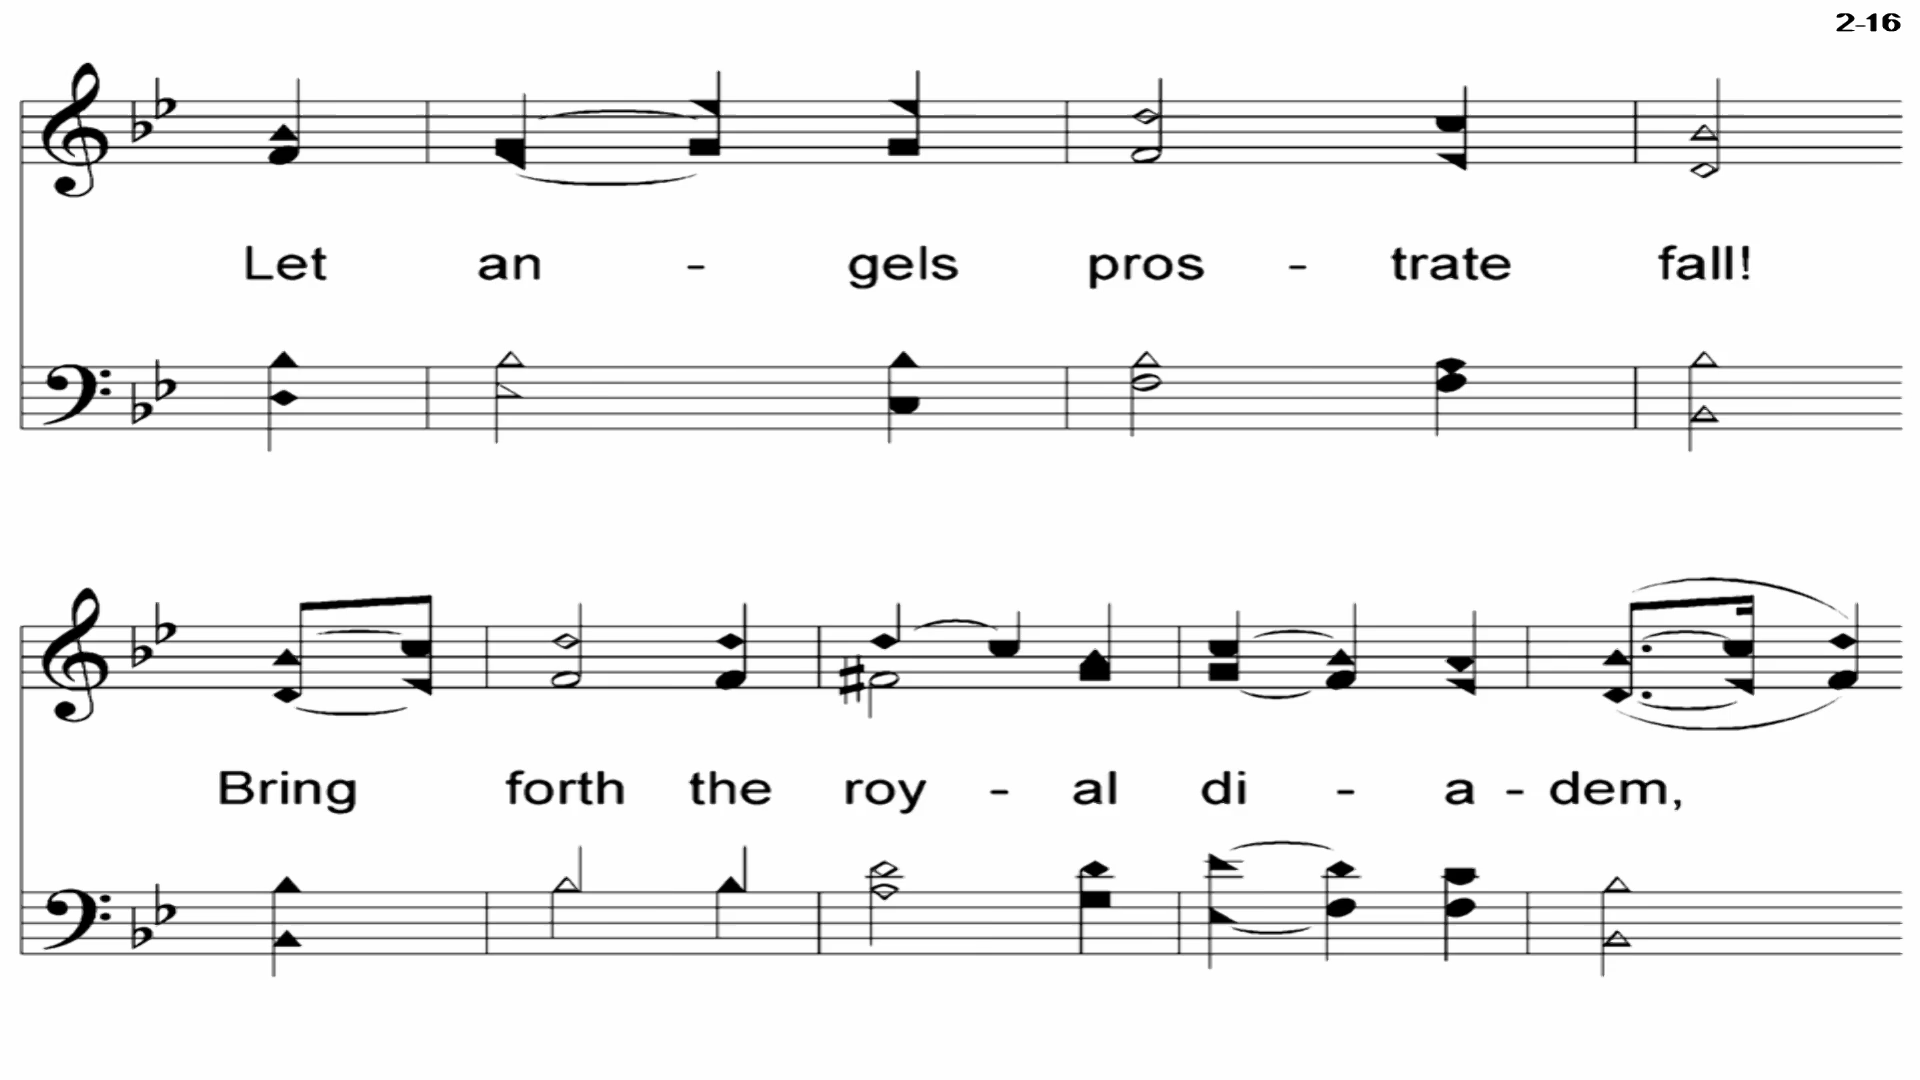 2-16
Let an - gels pros - trate fall!
Bring forth the roy - al di - a - dem,